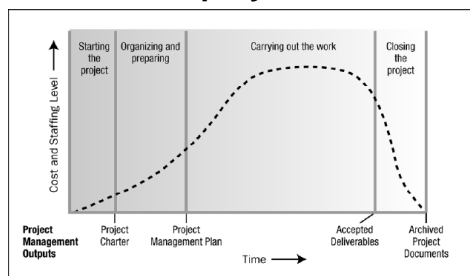 Starting
the
project
Organizing and
preparing
Carrying out the work
Closing
the
project
Cost and Staffing Level
Project
Management
Outputs
Project
Charter
Project
Management Plan
Accepted
Deliverables
Archived
Project
Documents
Time